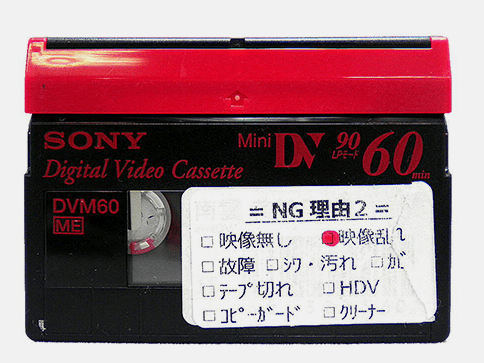 SONY
Digital Video Cassette
Mini DV 90 LPモード 60 min
DVM60
ME
= NG 理由2 =
□ 映像無し □ 映像乱れ
□ 故障 □ シワ・汚れ □ カビ
□ テープ切れ □ HDV
□ コピーガード □ クリーナー